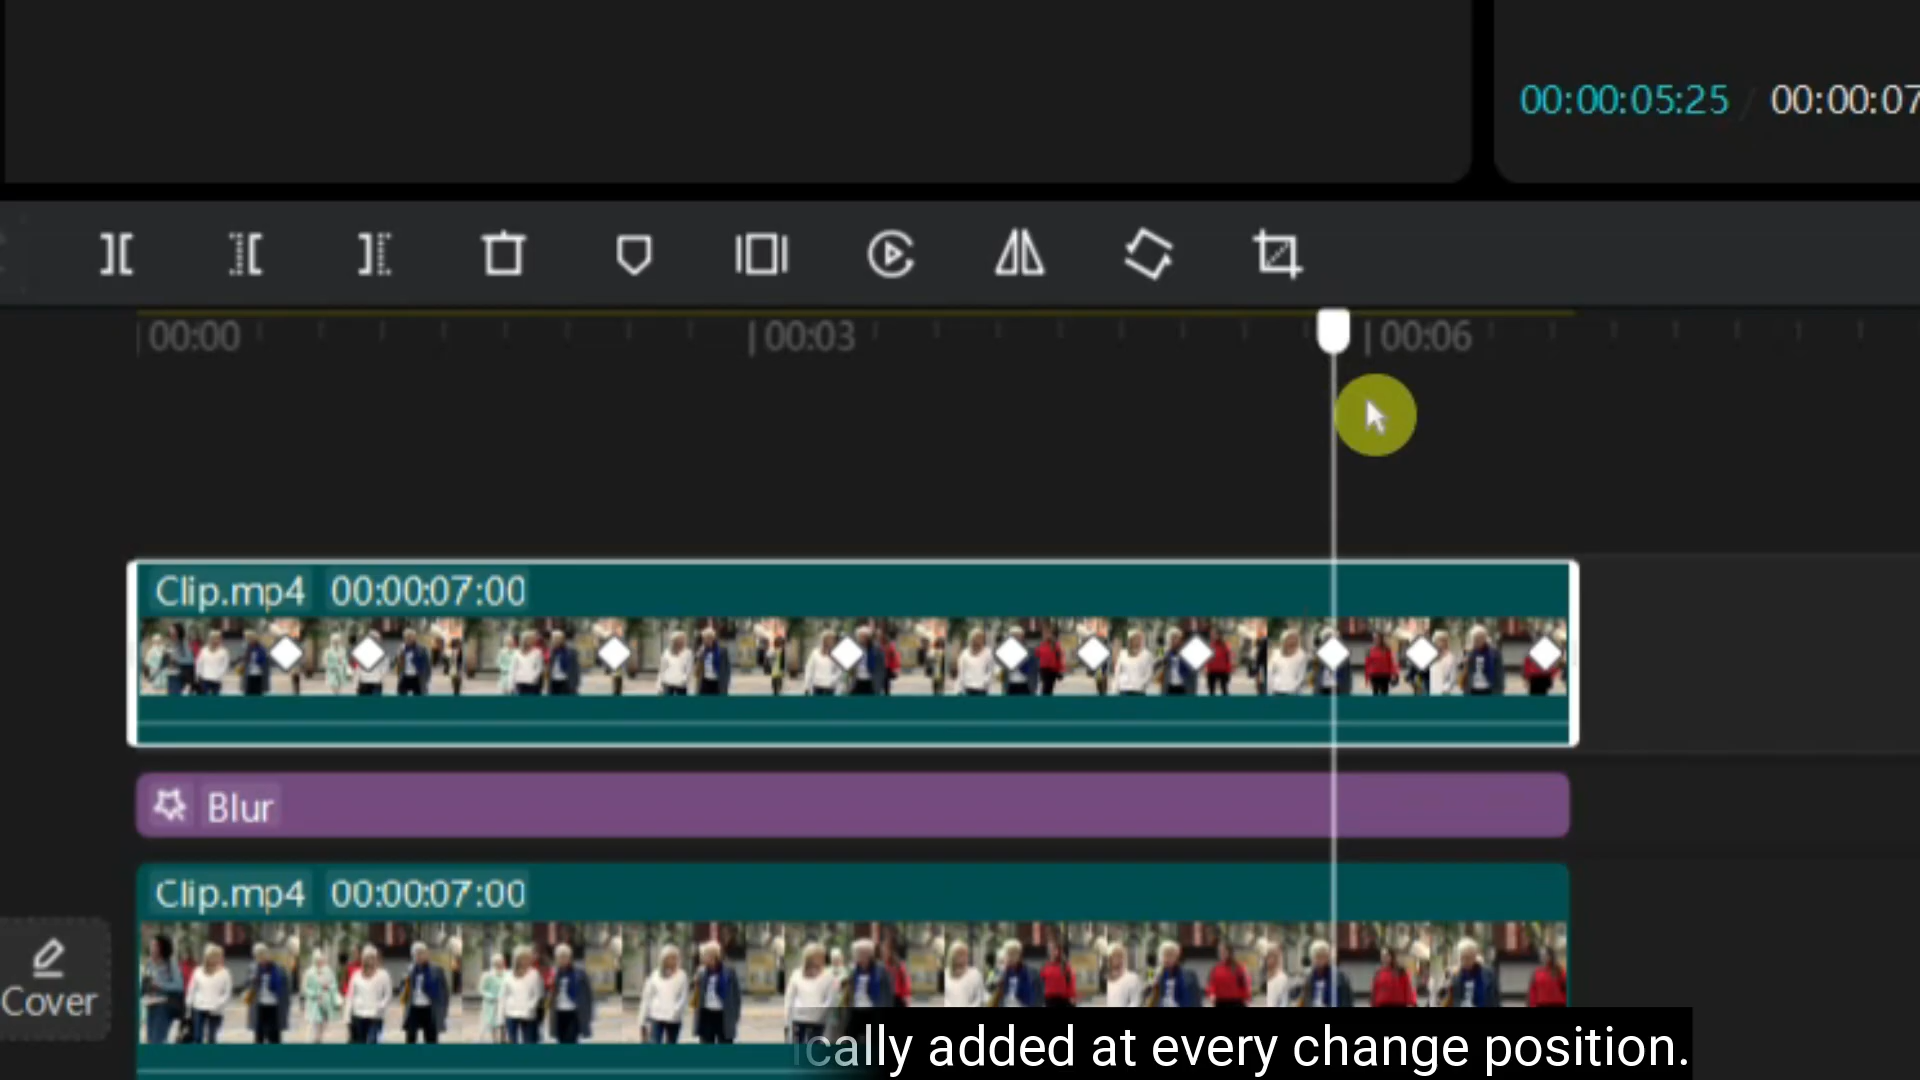 00:00:05:25 / 00:00:07
00:00 00:03 00:06
Clip.mp4 00:00:07:00
Blur
Clip.mp4 00:00:07:00
Cover
cally added at every change position.